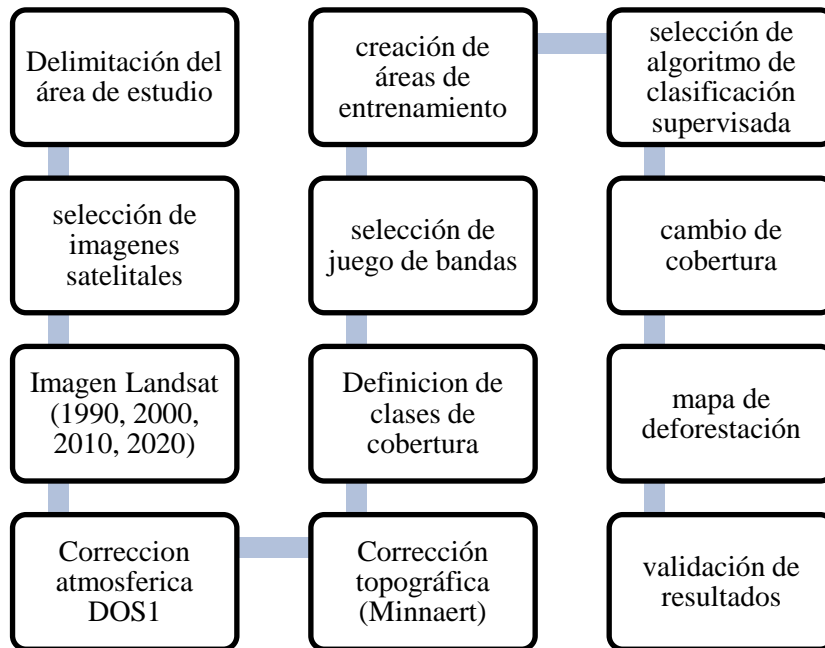 Delimitación del
área de estudio
selección de
imagenes
satelitales
Imagen Landsat
(1990, 2000,
2010, 2020)
Correccion
atmosferica
DOS1
Corrección
topográfica
(Minnaert)
Definicion de
clases de
cobertura
selección de
juego de bandas
creación de
áreas de
entrenamiento
selección de
algoritmo de
clasificación
supervisada
cambio de
cobertura
mapa de
deforestación
validación de
resultados